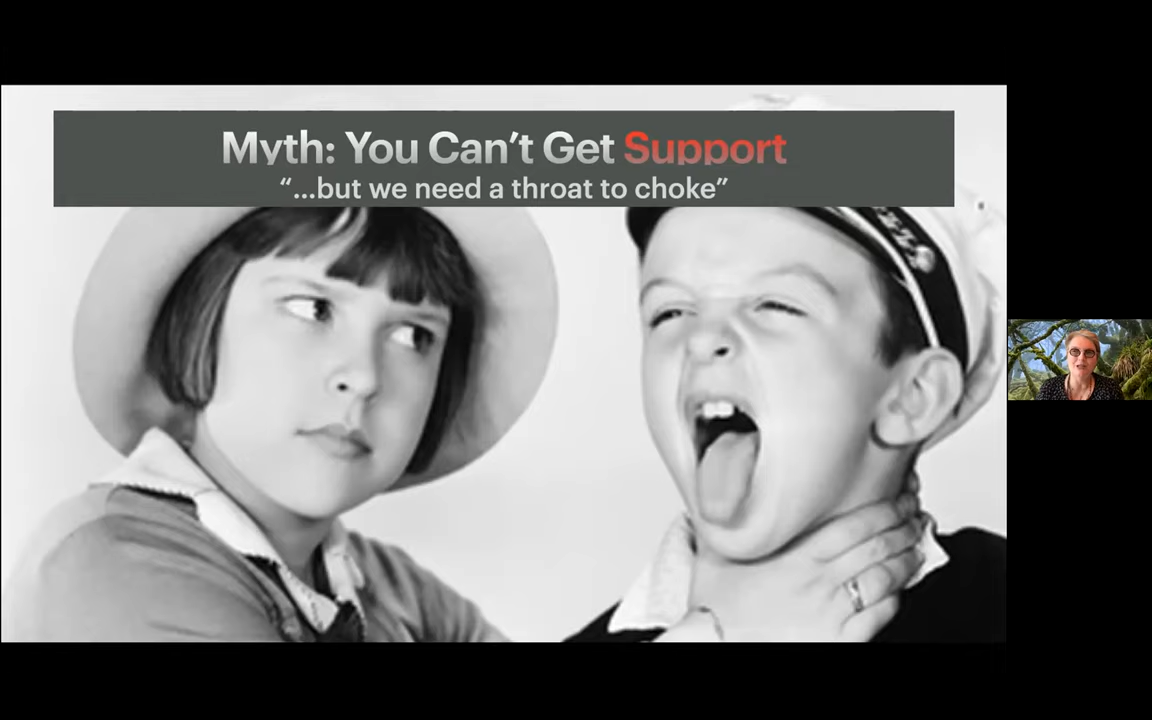 Myth: You Can’t Get Support
“...but we need a throat to choke”